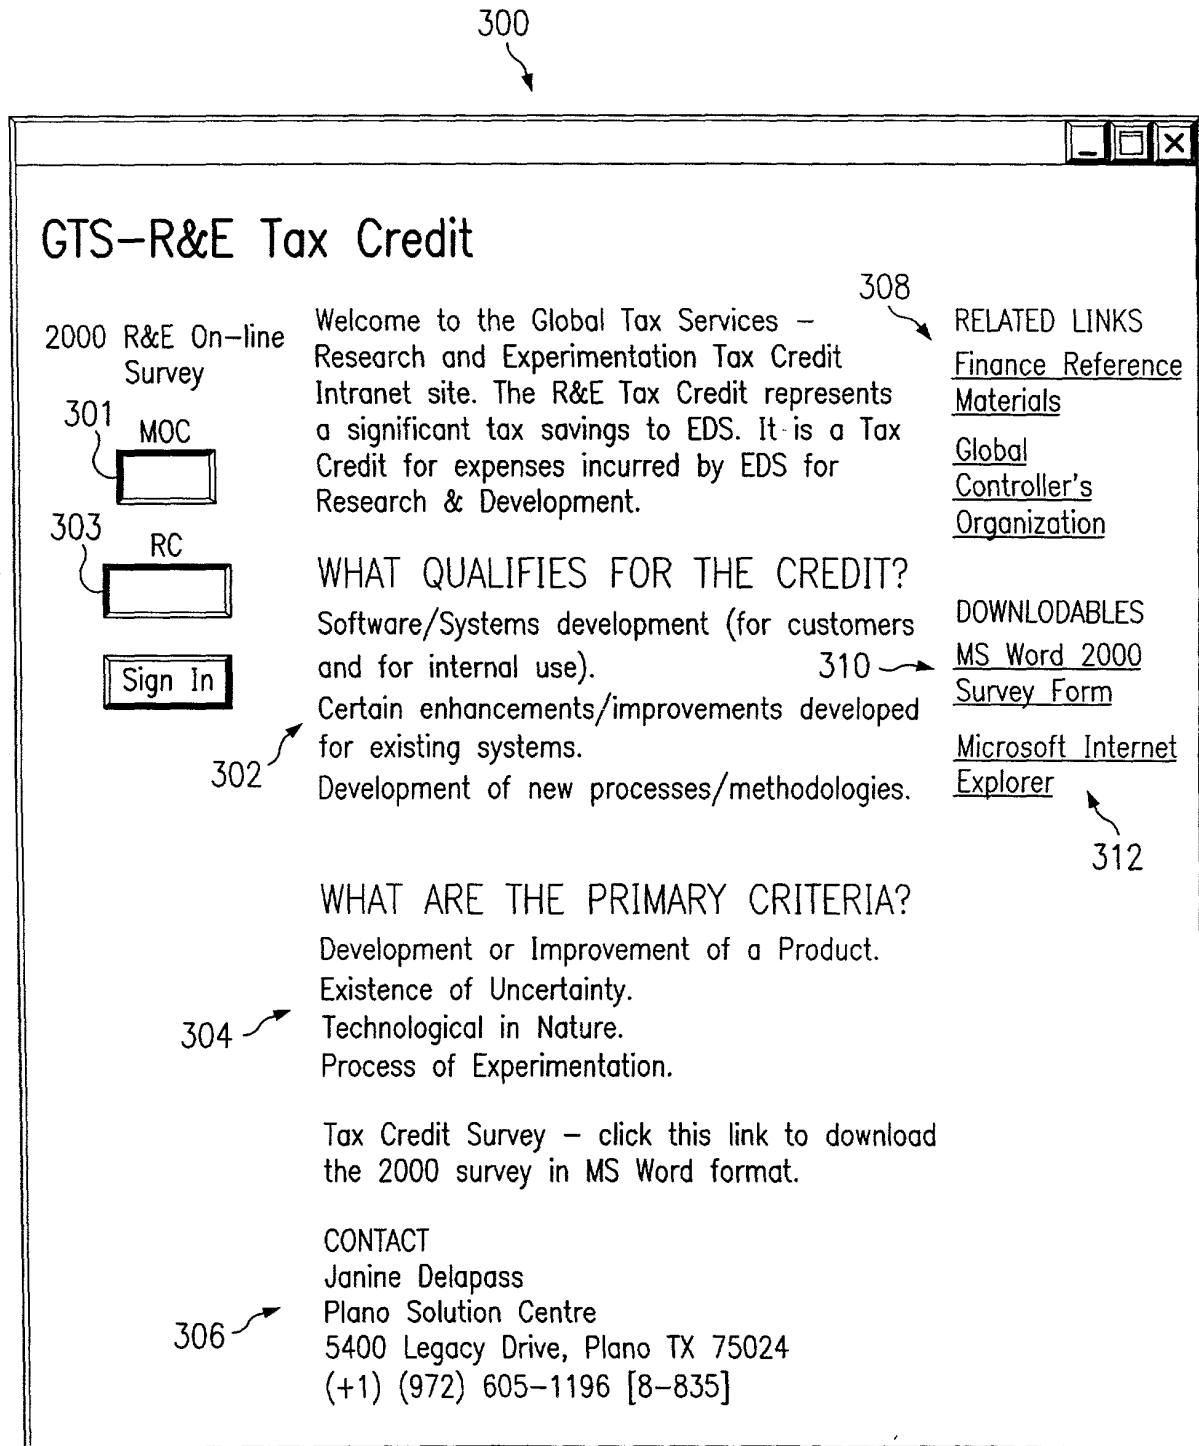 300
GTS-R&E Tax Credit
2000 R&E On-line
Survey
301
MOC
303
RC
Sign In
Welcome to the Global Tax Services –
Research and Experimentation Tax Credit
Intranet site. The R&E Tax Credit represents
a significant tax savings to EDS. It is a Tax
Credit for expenses incurred by EDS for
Research & Development.
WHAT QUALIFIES FOR THE CREDIT?
Software/Systems development (for customers
and for internal use).
Certain enhancements/improvements developed
for existing systems.
Development of new processes/methodologies.
302
WHAT ARE THE PRIMARY CRITERIA?
Development or Improvement of a Product.
Existence of Uncertainty.
Technological in Nature.
Process of Experimentation.
304
Tax Credit Survey – click this link to download
the 2000 survey in MS Word format.
CONTACT
Janine Delapass
Plano Solution Centre
5400 Legacy Drive, Plano TX 75024
(+1) (972) 605-1196 [8-835]
306
308
RELATED LINKS
Finance Reference
Materials
Global
Controller's
Organization
DOWNLODABLES
310
MS Word 2000
Survey Form
Microsoft Internet
Explorer
312